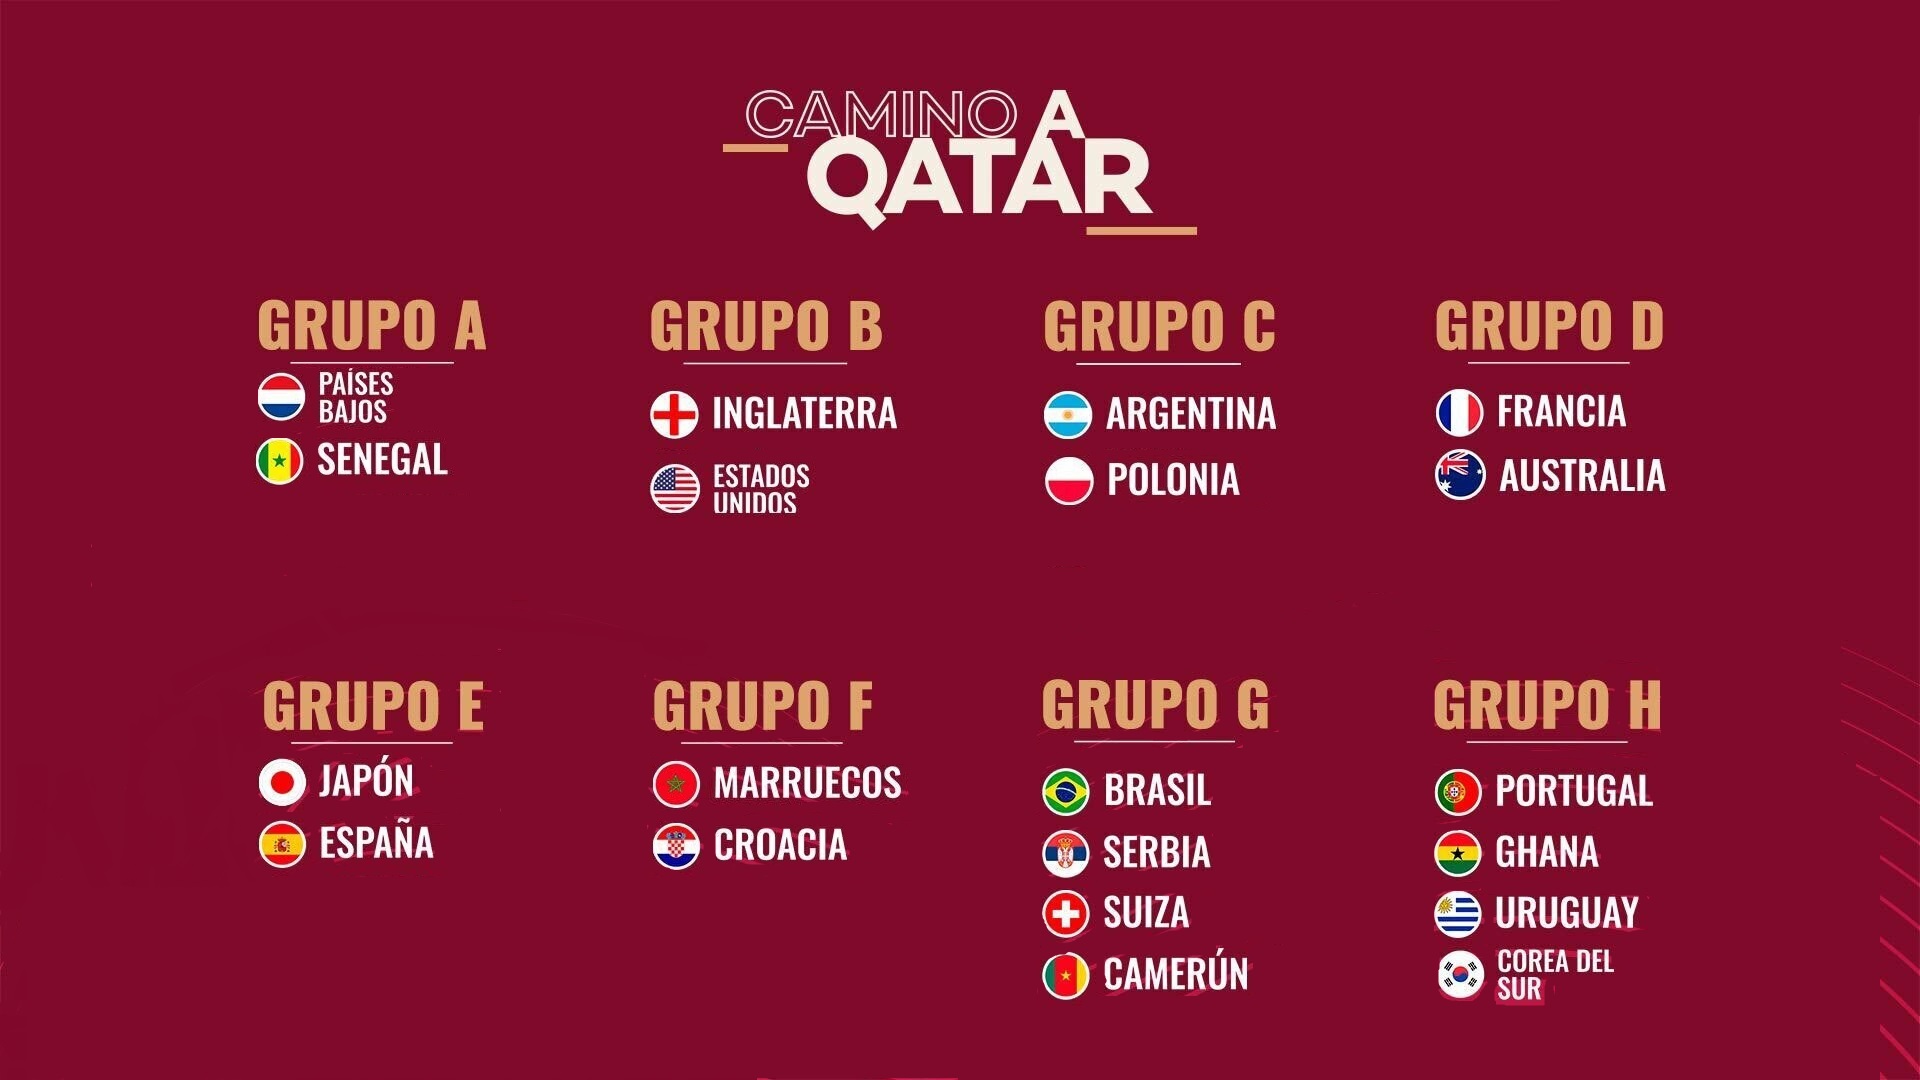 CAMINO A
QATAR
GRUPO A
PAÍSES
BAJOS
SENEGAL
GRUPO B
INGLATERRA
ESTADOS
UNIDOS
GRUPO C
ARGENTINA
POLONIA
GRUPO D
FRANCIA
AUSTRALIA
GRUPO E
JAPÓN
ESPAÑA
GRUPO F
MARRUECOS
CROACIA
GRUPO G
BRASIL
SERBIA
SUIZA
CAMERÚN
GRUPO H
PORTUGAL
GHANA
URUGUAY
COREA DEL
SUR